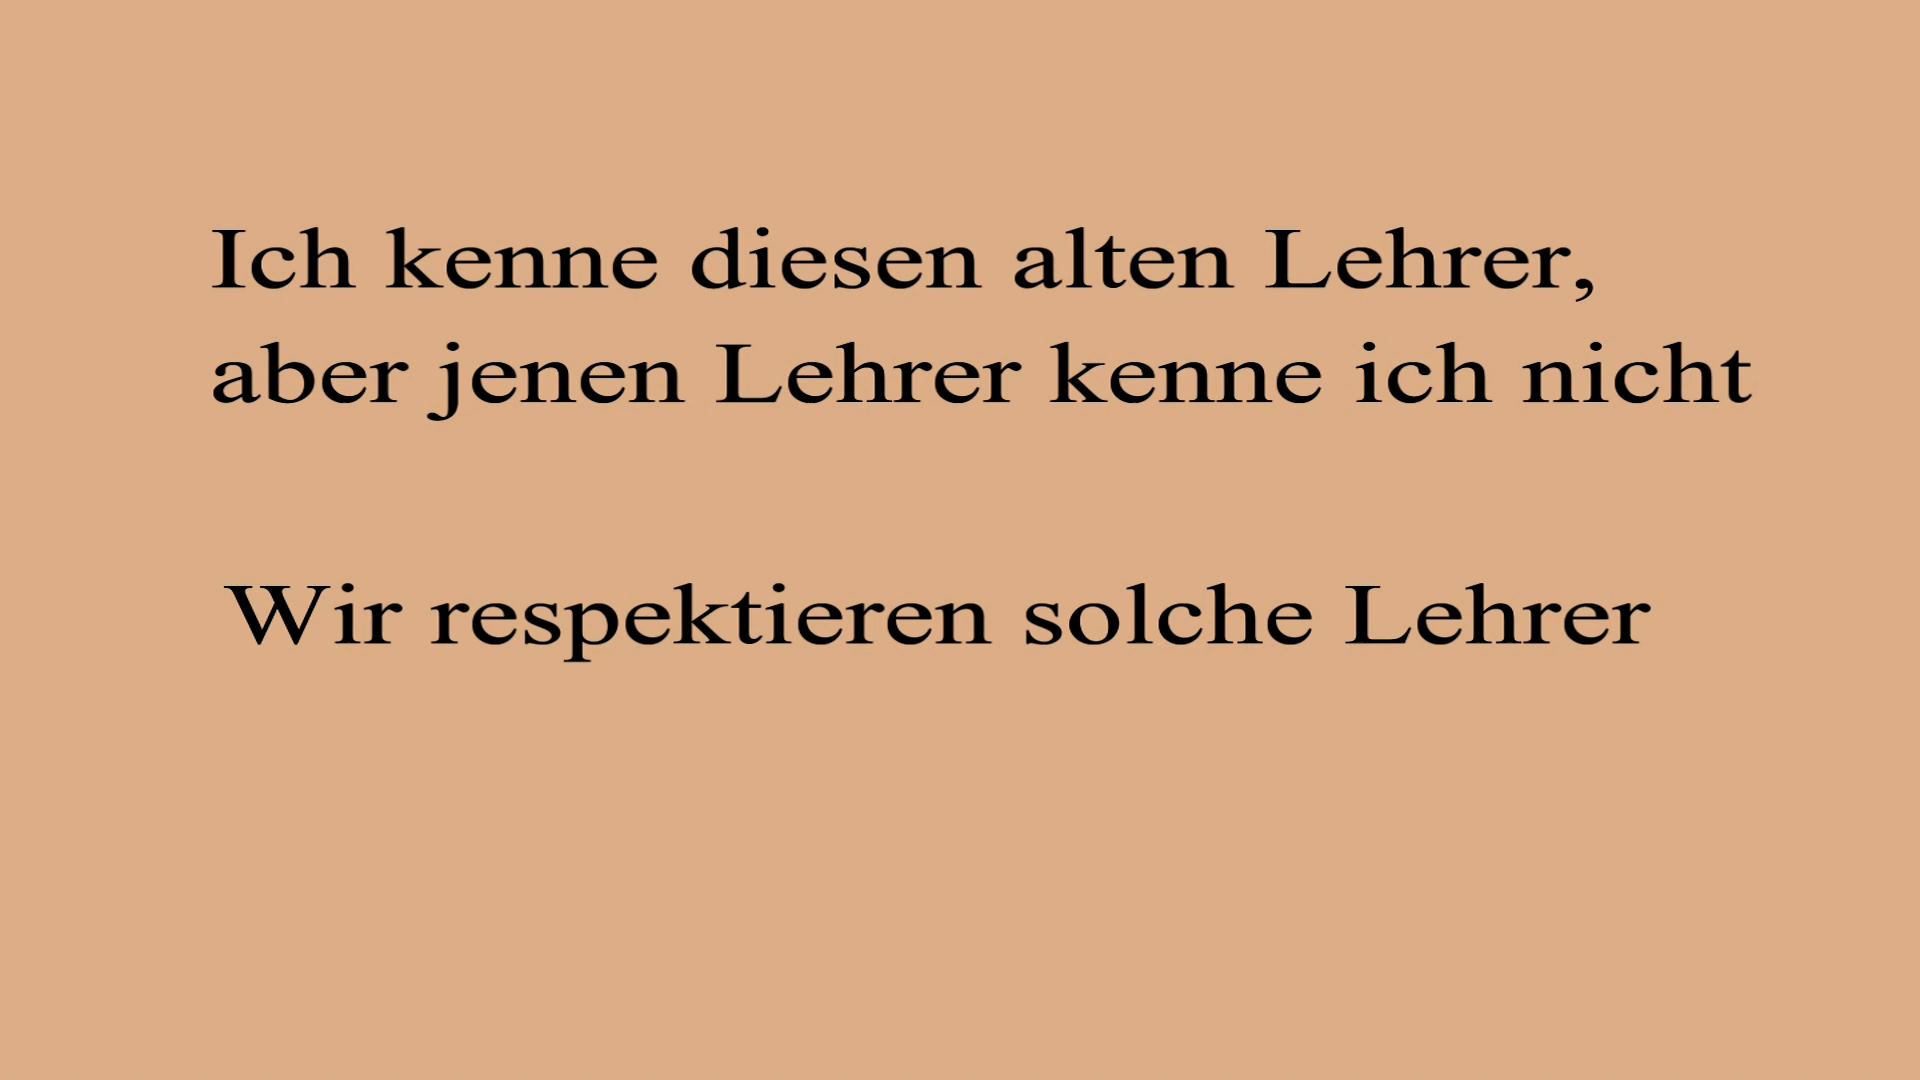 Ich kenne diesen alten Lehrer,
aber jenen Lehrer kenne ich nicht
Wir respektieren solche Lehrer